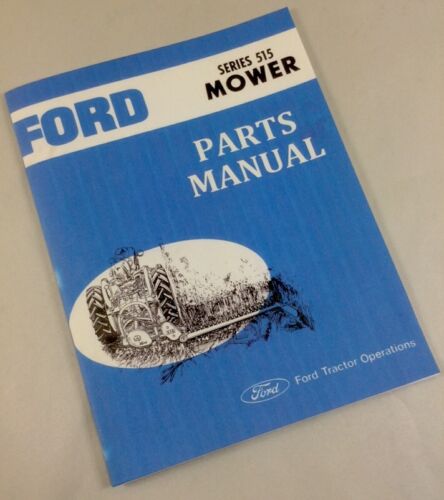 FORD
SERIES 515
MOWER
PARTS
MANUAL
Ford
Ford Tractor Operations